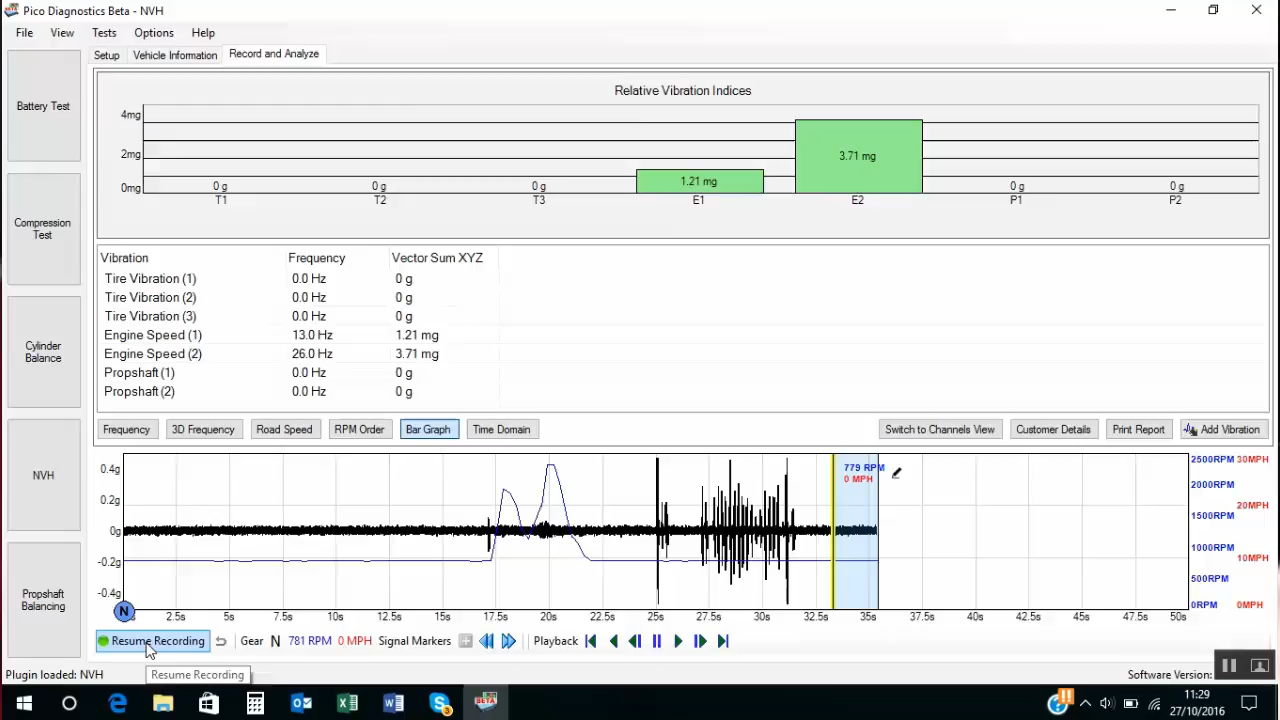 Pico Diagnostics Beta - NVH
File View Tests Options Help
Setup Vehicle Information Record and Analyze
Battery Test
Compression
Test
Cylinder
Balance
NVH
Propshaft
Balancing
Relative Vibration Indices
4mg
2mg
0mg
0 g 0 g 0 g 1.21 mg 3.71 mg 0 g 0 g
T1 T2 T3 E1 E2 P1 P2
Vibration Frequency Vector Sum XYZ
Tire Vibration (1) 0.0 Hz 0 g
Tire Vibration (2) 0.0 Hz 0 g
Tire Vibration (3) 0.0 Hz 0 g
Engine Speed (1) 13.0 Hz 1.21 mg
Engine Speed (2) 26.0 Hz 3.71 mg
Propshaft (1) 0.0 Hz 0 g
Propshaft (2) 0.0 Hz 0 g
Frequency 3D Frequency Road Speed RPM Order Bar Graph Time Domain Switch to Channels View Customer Details Print Report Add Vibration
0.4g
0.2g
0g
-0.2g
-0.4g
779 RPM
0 MPH
2500RPM 30MPH
2000RPM
1500RPM 20MPH
1000RPM 10MPH
500RPM
0RPM 0MPH
N
2.5s 5s 7.5s 10s 12.5s 15s 17.5s 20s 22.5s 25s 27.5s 30s 32.5s 35s 37.5s 40s 42.5s 45s 47.5s 50s
Resume Recording Gear N 781 RPM 0 MPH Signal Markers Playback
Plugin loaded: NVH Resume Recording Software Version:
11:29
27/10/2016